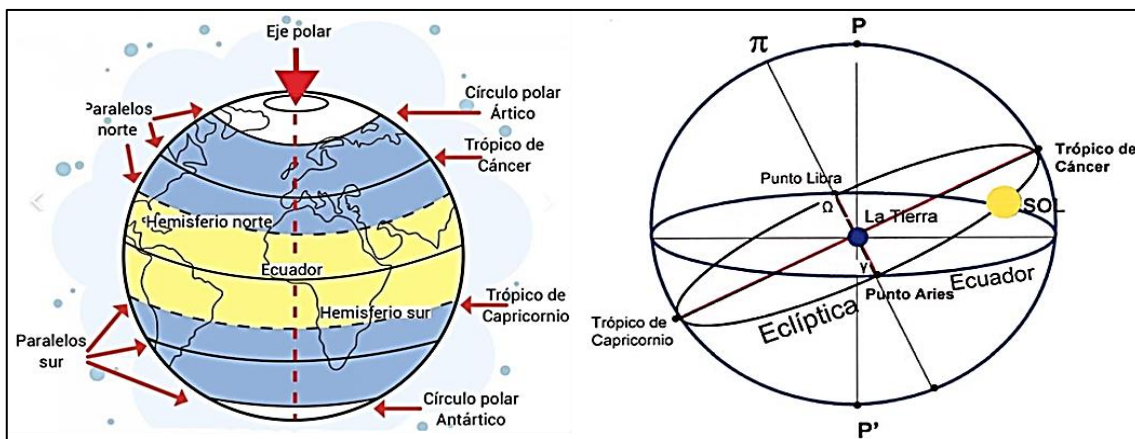 Eje polar
Paralelos
norte
Círculo polar
Ártico
Trópico de
Cáncer
Hemisferio norte
Ecuador
Hemisferio sur
Trópico de
Capricornio
Paralelos
sur
Círculo polar
Antártico
P
π
Trópico de
Cáncer
Punto Libra
Ω
La Tierra
SOL
γ
Punto Aries
Ecuador
Eclíptica
Trópico de
Capricornio
P'